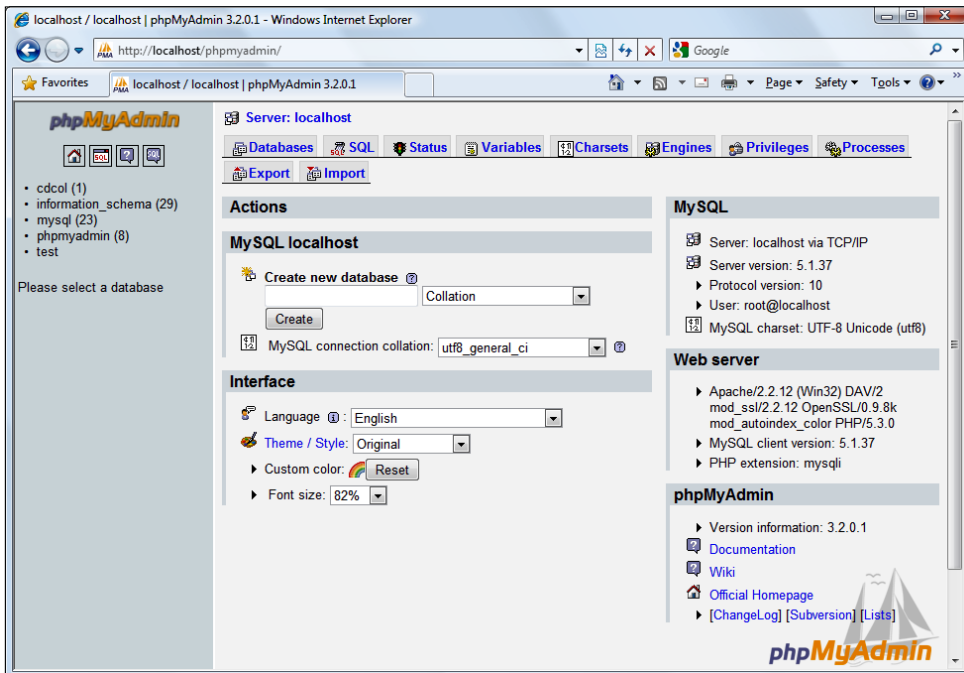 localhost / localhost | phpMyAdmin 3.2.0.1 - Windows Internet Explorer
http://localhost/phpmyadmin/
Google
Favorites
localhost / localhost | phpMyAdmin 3.2.0.1
Page
Safety
Tools
phpMyAdmin
SQL
cdcol (1)
information_schema (29)
mysql (23)
phpmyadmin (8)
test
Please select a database
Server: localhost
Databases SQL Status Variables Charsets Engines Privileges Processes
Export Import
Actions
MySQL localhost
Create new database
Collation
Create
MySQL connection collation: utf8_general_ci
Interface
Language : English
Theme / Style: Original
Custom color: Reset
Font size: 82%
MySQL
Server: localhost via TCP/IP
Server version: 5.1.37
Protocol version: 10
User: root@localhost
MySQL charset: UTF-8 Unicode (utf8)
Web server
Apache/2.2.12 (Win32) DAV/2
mod_ssl/2.2.12 OpenSSL/0.9.8k
mod_autoindex_color PHP/5.3.0
MySQL client version: 5.1.37
PHP extension: mysqli
phpMyAdmin
Version information: 3.2.0.1
Documentation
Wiki
Official Homepage
[ChangeLog] [Subversion] [Lists]
phpMyAdmin